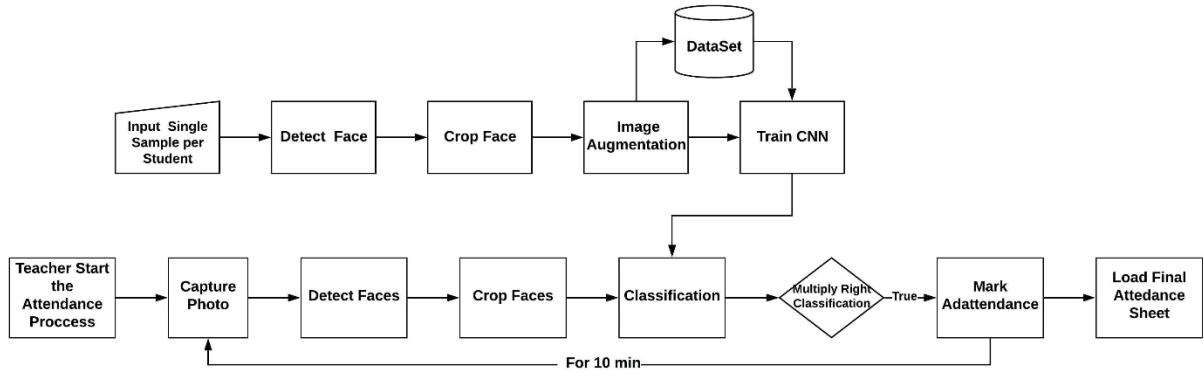 DataSet
Input Single
Sample per
Student
Detect Face
Crop Face
Image
Augmentation
Train CNN
Teacher Start
the
Attendance
Proccess
Capture
Photo
Detect Faces
Crop Faces
Classification
Multiply Right
Classification
True
Mark
Adattendance
Load Final
Attedance
Sheet
For 10 min